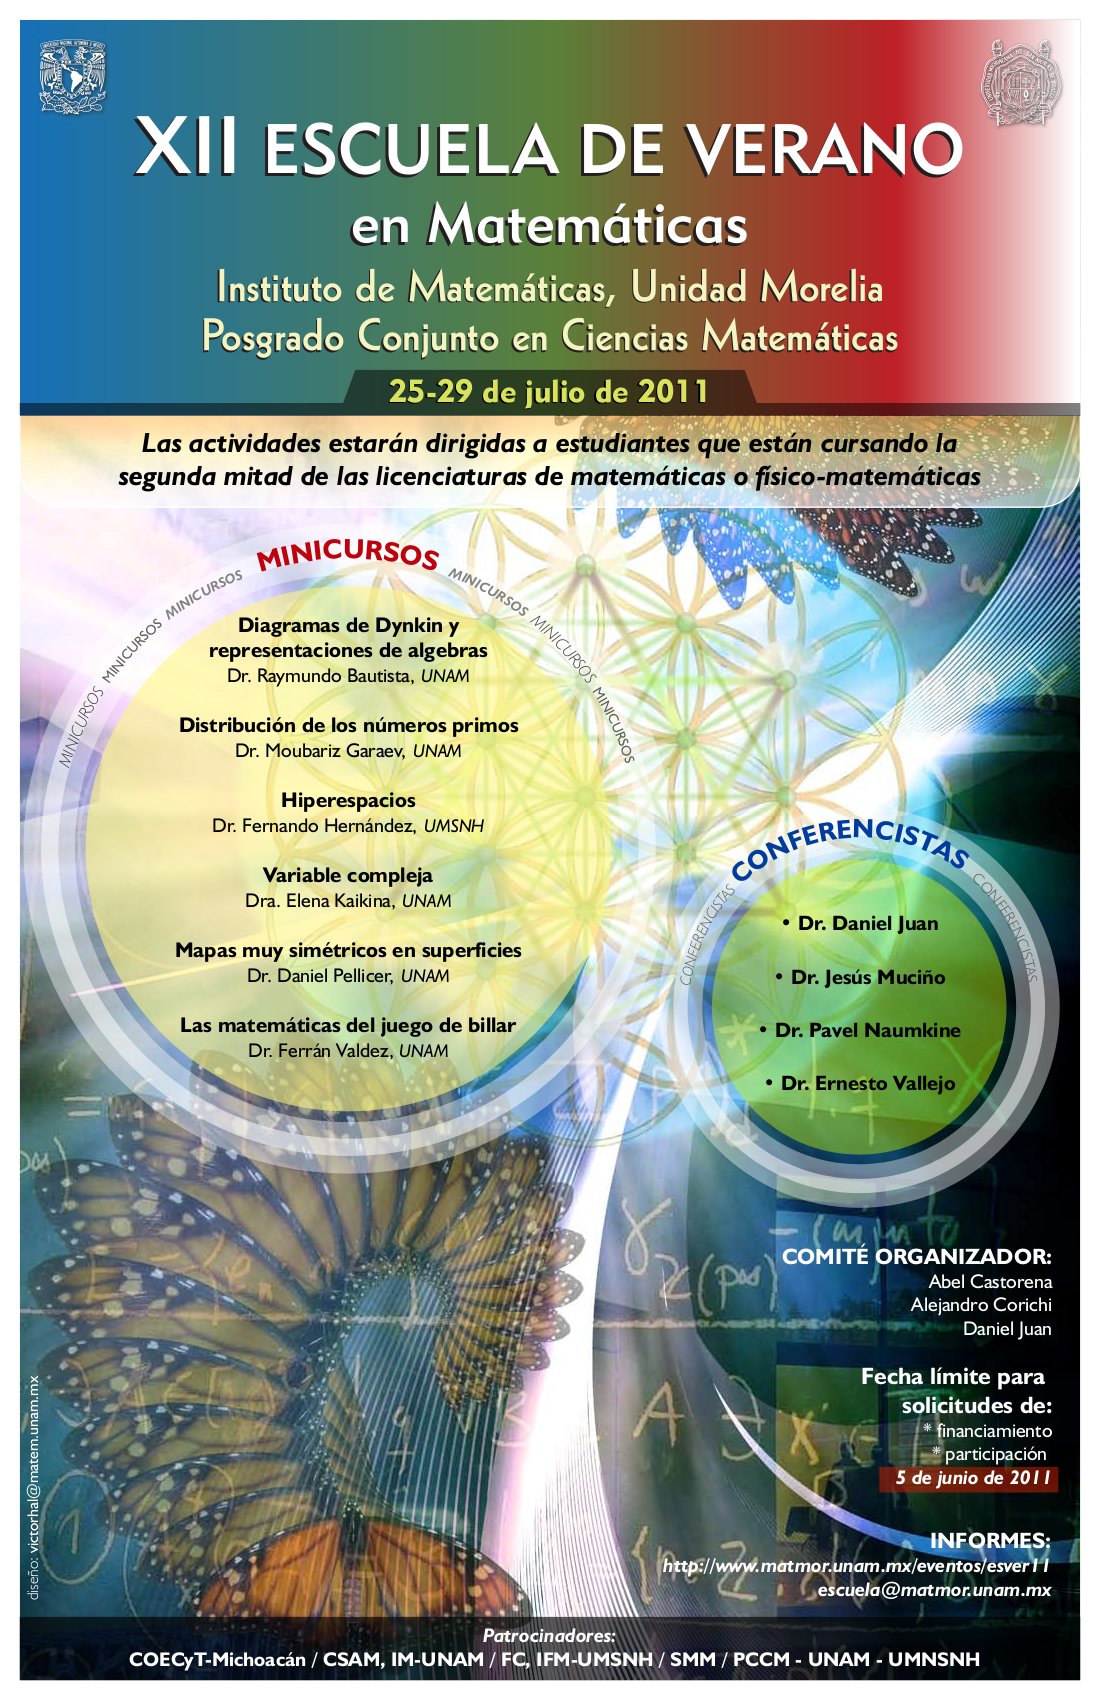 XII ESCUELA DE VERANO
en Matemáticas
Instituto de Matemáticas, Unidad Morelia
Posgrado Conjunto en Ciencias Matemáticas
25-29 de julio de 2011
Las actividades estarán dirigidas a estudiantes que están cursando la
segunda mitad de las licenciaturas de matemáticas o físico-matemáticas
MINICURSOS MINICURSOS MINICURSOS MINICURSOS MINICURSOS MINICURSOS MINICURSOS
Diagramas de Dynkin y
representaciones de algebras
Dr. Raymundo Bautista, UNAM
Distribución de los números primos
Dr. Moubariz Garaev, UNAM
Hiperespacios
Dr. Fernando Hernández, UMSNH
Variable compleja
Dra. Elena Kaikina, UNAM
Mapas muy simétricos en superficies
Dr. Daniel Pellicer, UNAM
Las matemáticas del juego de billar
Dr. Ferrán Valdez, UNAM
CONFERENCISTAS CONFERENCISTAS CONFERENCISTAS
• Dr. Daniel Juan
• Dr. Jesús Muciño
• Dr. Pavel Naumkine
• Dr. Ernesto Vallejo
COMITÉ ORGANIZADOR:
Abel Castorena
Alejandro Corichi
Daniel Juan
Fecha límite para
solicitudes de:
* financiamiento
* participación
5 de junio de 2011
INFORMES:
http://www.matmor.unam.mx/eventos/esver11
escuela@matmor.unam.mx
diseño: victorhal@matem.unam.mx
Patrocinadores:
COECyT-Michoacán / CSAM, IM-UNAM / FC, IFM-UMSNH / SMM / PCCM - UNAM - UMNSNH